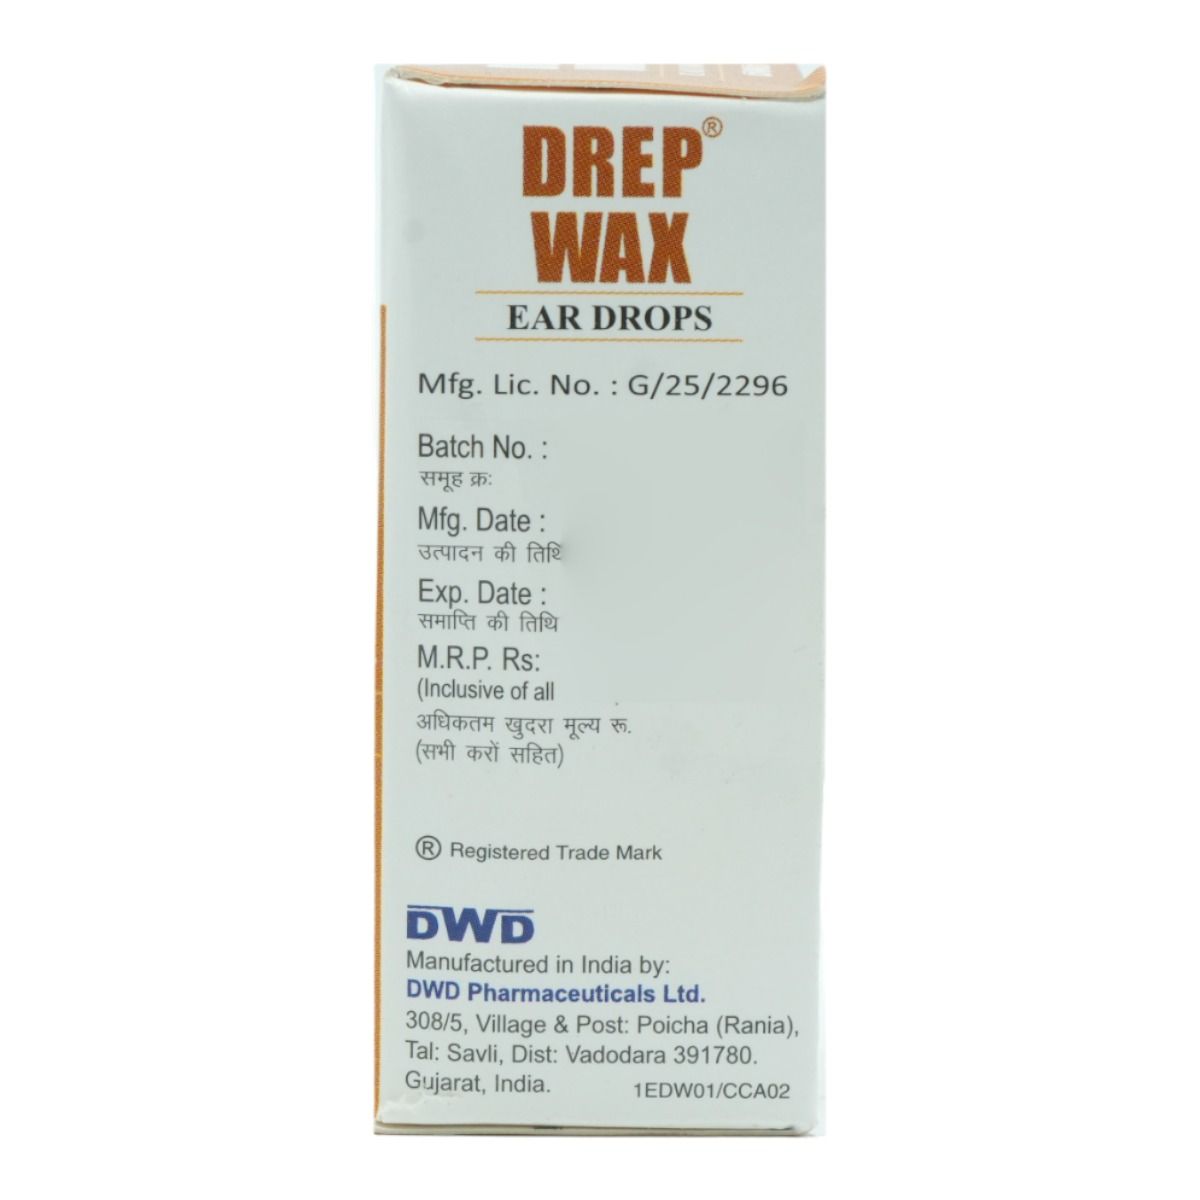 DREP®
WAX
EAR DROPS
Mfg. Lic. No. : G/25/2296
Batch No. :
समूह क्रः
Mfg. Date :
उत्पादन की तिथि
Exp. Date :
समाप्ति की तिथि
M.R.P. Rs:
(Inclusive of all
अधिकतम खुदरा मूल्य रू.
(सभी करों सहित)
® Registered Trade Mark
DWD
Manufactured in India by:
DWD Pharmaceuticals Ltd.
308/5, Village & Post: Poicha (Rania),
Tal: Savli, Dist: Vadodara 391780.
Gujarat, India.
1EDW01/CCA02